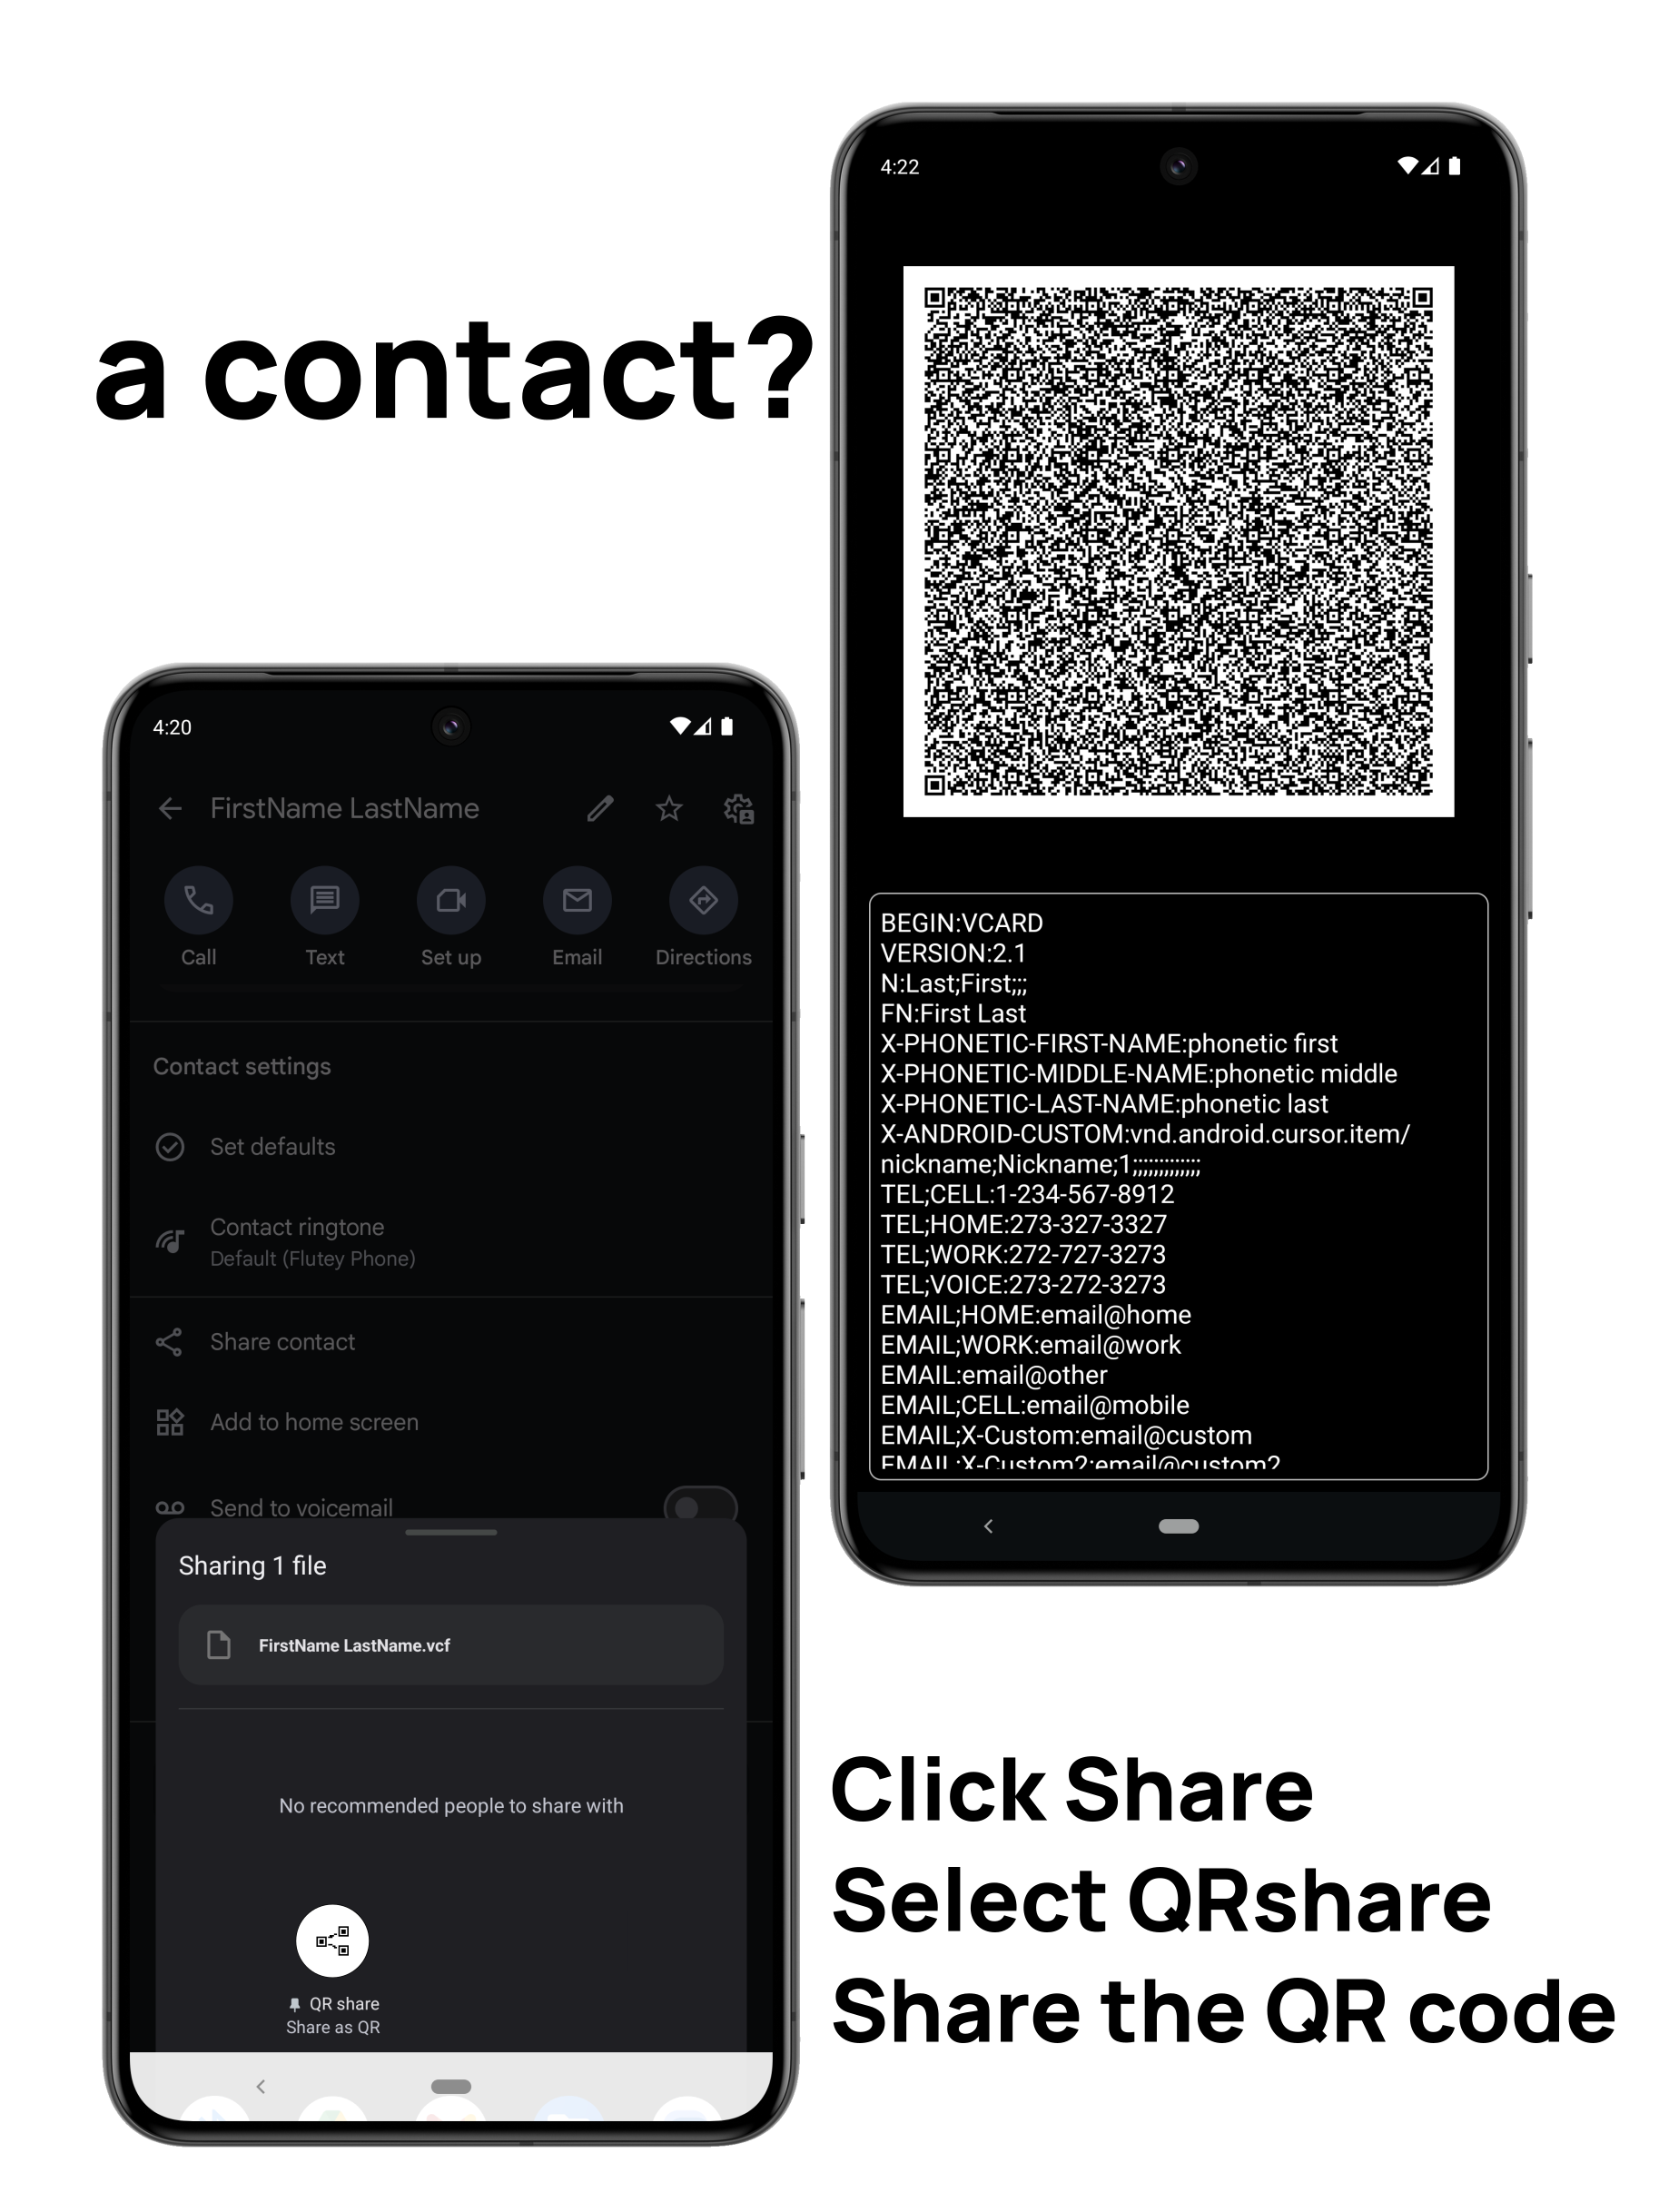 a contact?
4:22
BEGIN:VCARD
VERSION:2.1
N:Last;First;;;
FN:First Last
X-PHONETIC-FIRST-NAME:phonetic first
X-PHONETIC-MIDDLE-NAME:phonetic middle
X-PHONETIC-LAST-NAME:phonetic last
X-ANDROID-CUSTOM:vnd.android.cursor.item/
nickname;Nickname;1;;;;;;;;;;;;;
TEL;CELL:1-234-567-8912
TEL;HOME:273-327-3327
TEL;WORK:272-727-3273
TEL;VOICE:273-272-3273
EMAIL;HOME:email@home
EMAIL;WORK:email@work
EMAIL:email@other
EMAIL;CELL:email@mobile
EMAIL;X-Custom:email@custom
EMAIL;X-Custom2:email@custom2
4:20
FirstName LastName
Call Text Set up Email Directions
Contact settings
Set defaults
Contact ringtone
Default (Flutey Phone)
Share contact
Add to home screen
Send to voicemail
Sharing 1 file
FirstName LastName.vcf
No recommended people to share with
QR share
Share as QR
Click Share
Select QRshare
Share the QR code